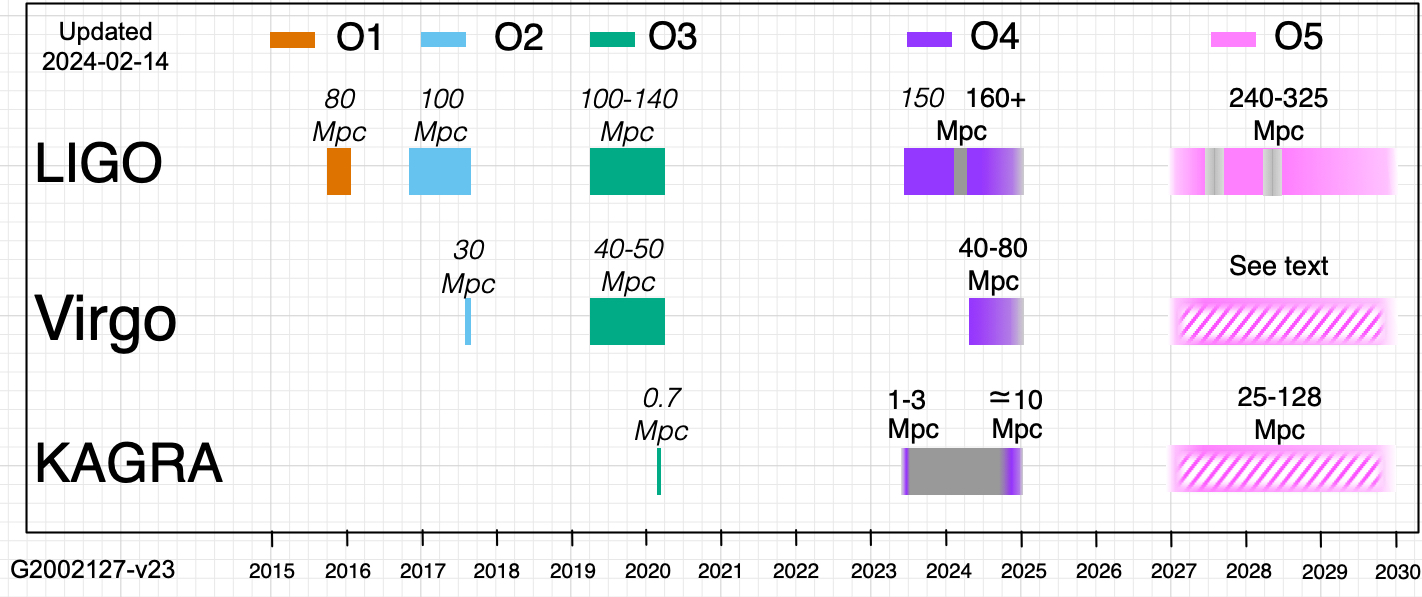 Updated
2024-02-14
O1
O2
O3
O4
O5
80
Mpc
100
Mpc
100-140
Mpc
150 160+
Mpc
240-325
Mpc
LIGO
30
Mpc
40-50
Mpc
40-80
Mpc
See text
Virgo
0.7
Mpc
1-3
Mpc
≃10
Mpc
25-128
Mpc
KAGRA
G2002127-v23
2015 2016 2017 2018 2019 2020 2021 2022 2023 2024 2025 2026 2027 2028 2029 2030